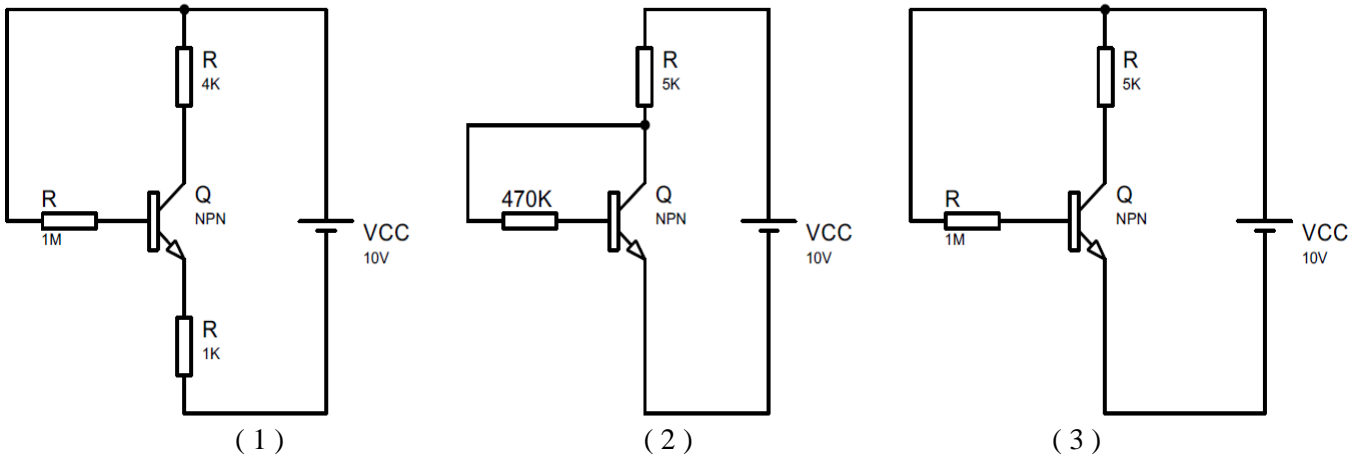 R
4K
R
1M
Q
NPN
VCC
10V
R
1K
( 1 )
R
5K
470K
Q
NPN
VCC
10V
( 2 )
R
5K
R
1M
Q
NPN
VCC
10V
( 3 )